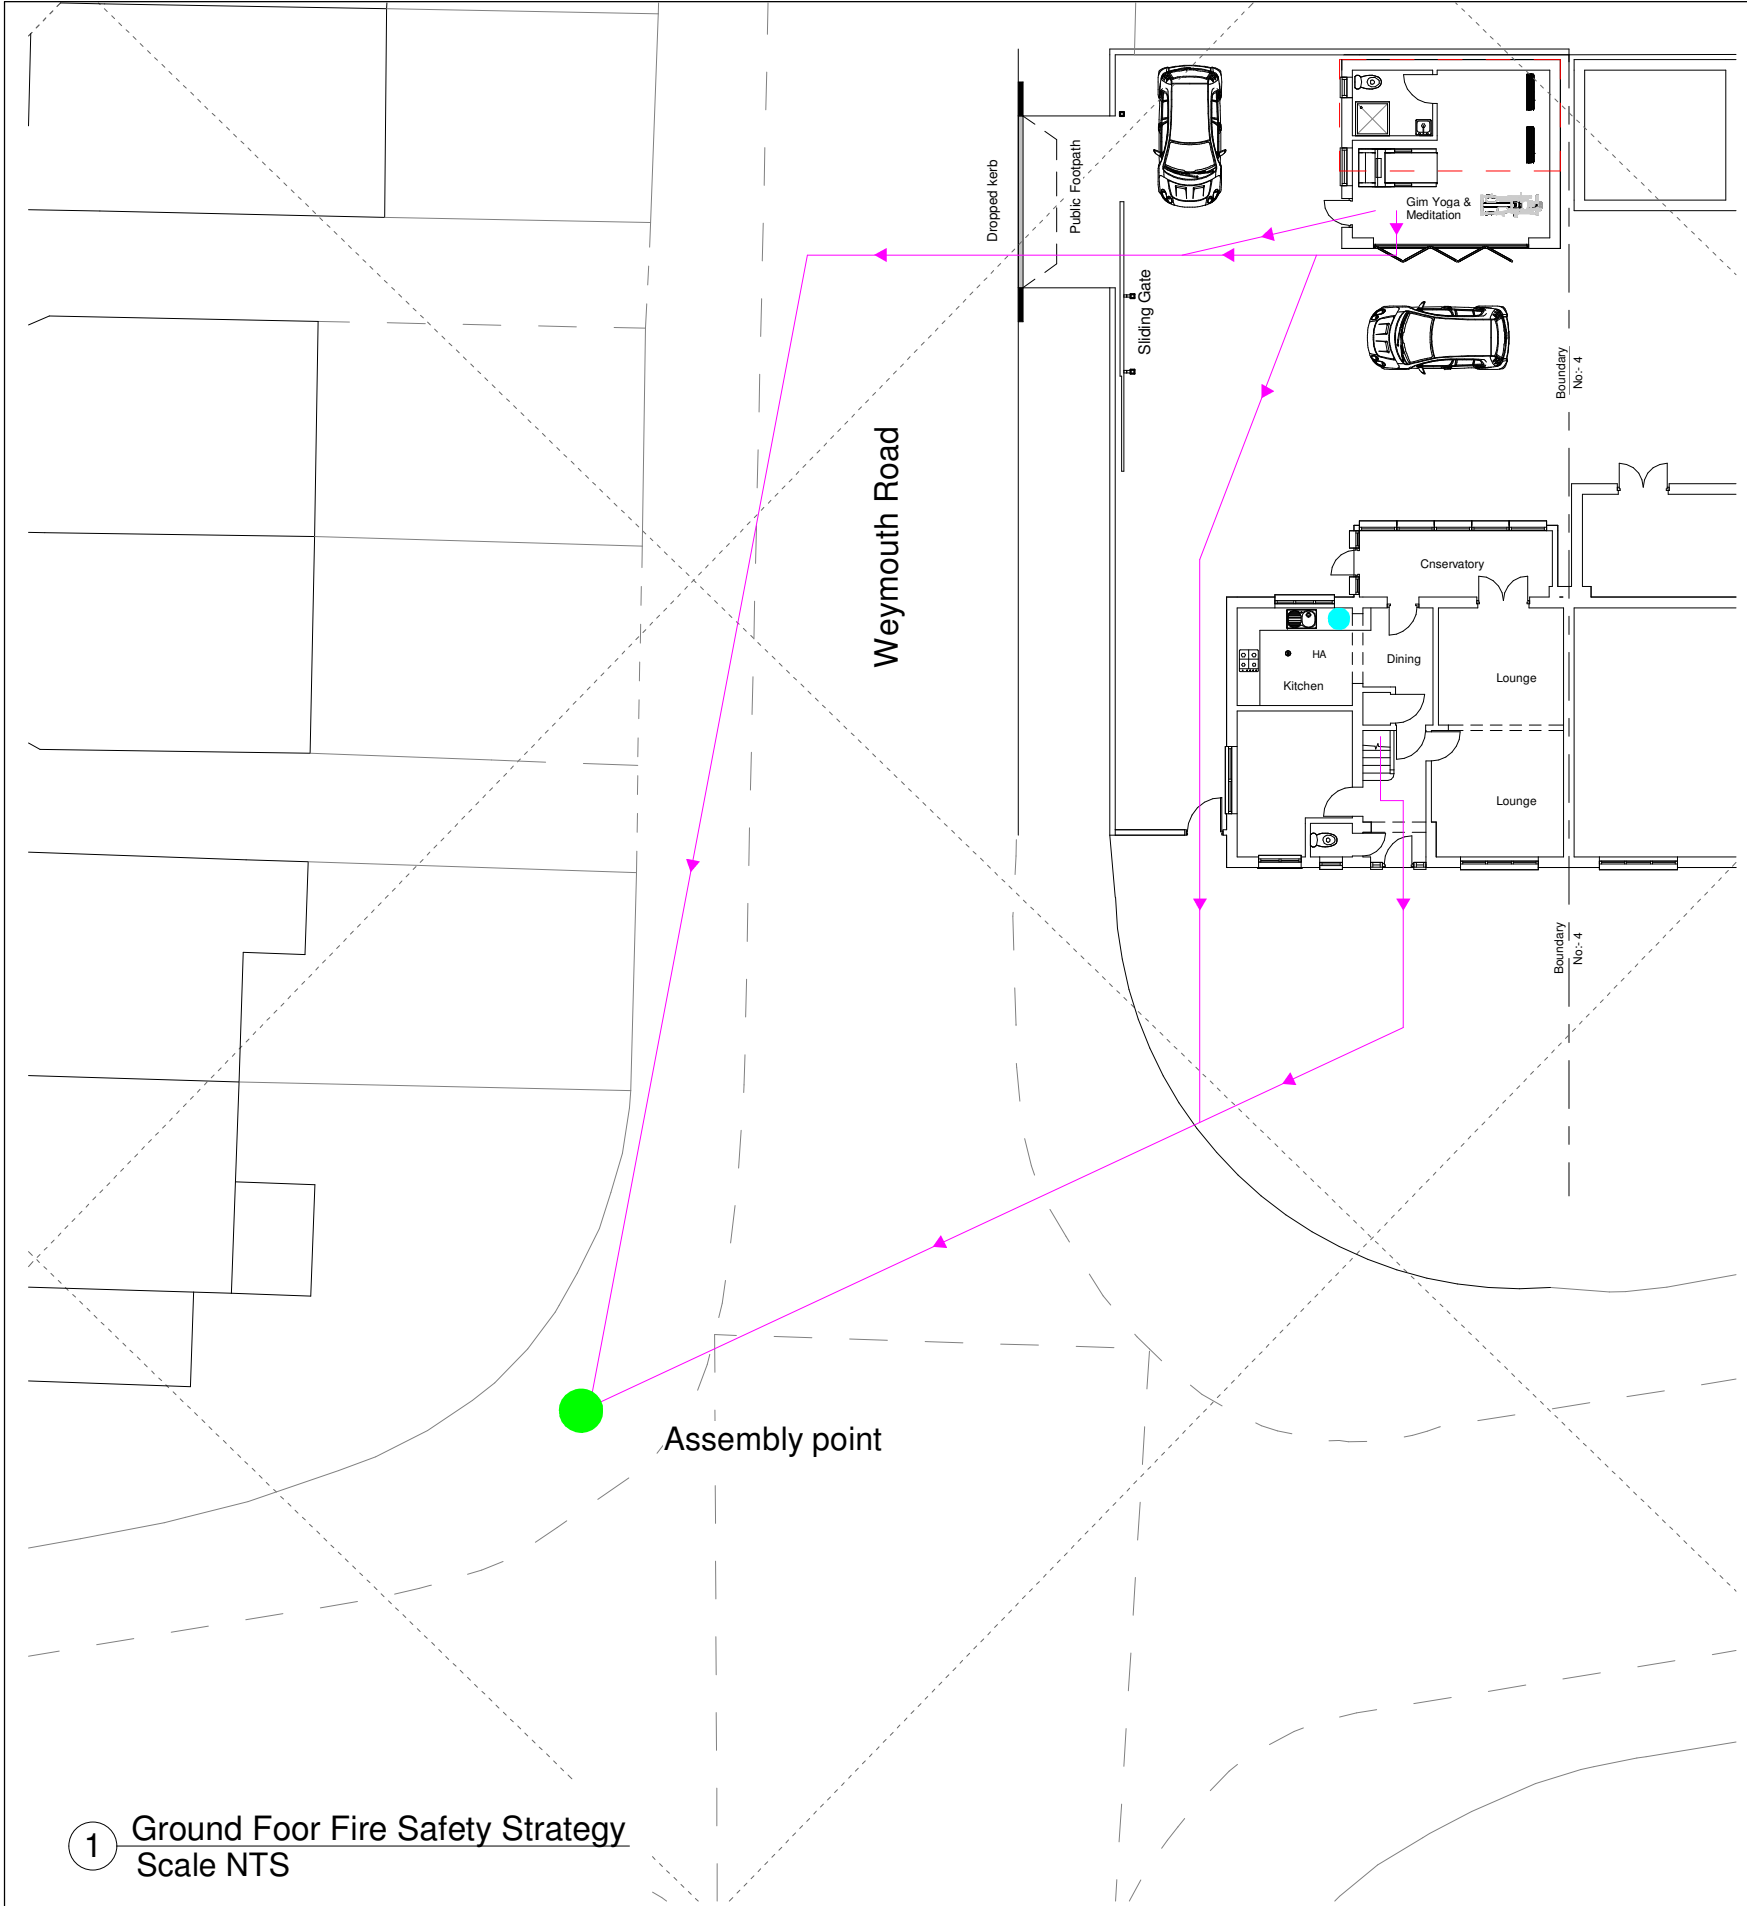 Dropped kerb
Public Footpath
Gim Yoga &
Meditation
Sliding Gate
Boundary
No:- 4
Weymouth Road
Cnservatory
HA
Kitchen
Dining
Lounge
Lounge
Boundary
No:- 4
Assembly point
1
Ground Foor Fire Safety Strategy
Scale NTS